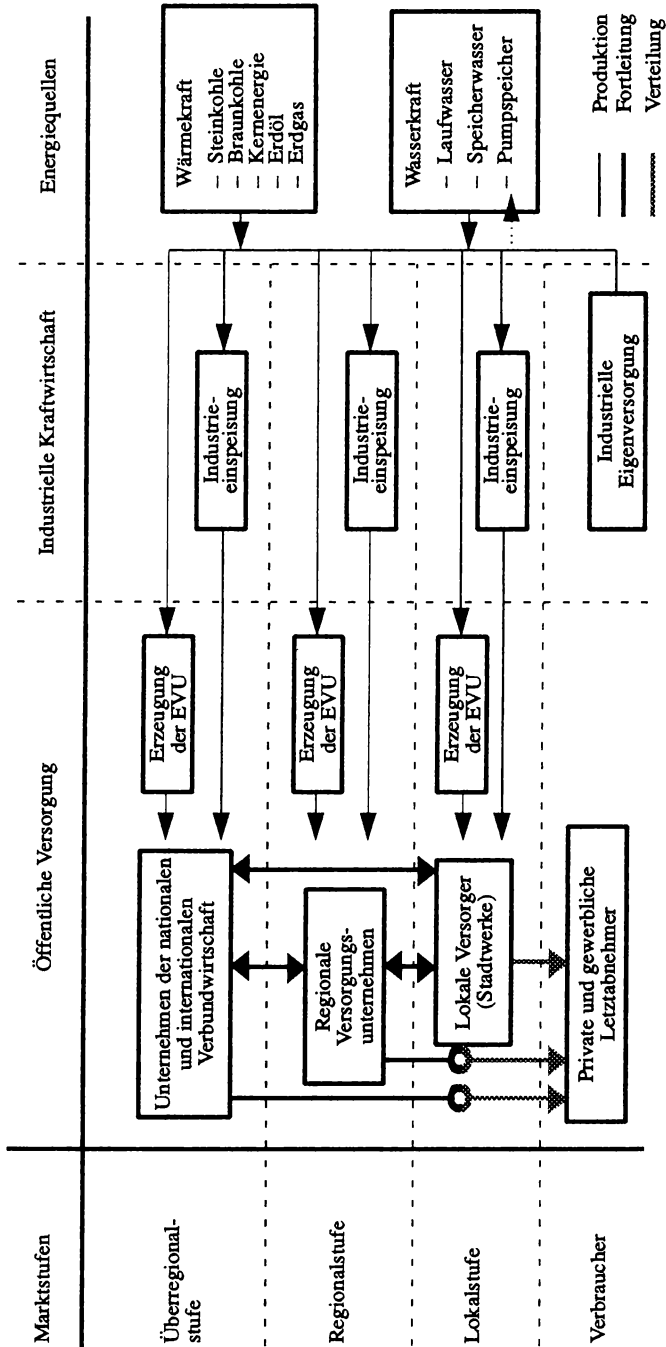 Marktstufen
Öffentliche Versorgung
Industrielle Kraftwirtschaft
Energiequellen
Überregional-
stufe
Unternehmen der nationalen
und internationalen
Verbundwirtschaft
Erzeugung
der EVU
Industrie-
einspeisung
Wärmekraft
– Steinkohle
– Braunkohle
– Kernenergie
– Erdöl
– Erdgas
Regionalstufe
Regionale
Versorgungs-
unternehmen
Erzeugung
der EVU
Industrie-
einspeisung
Lokalstufe
Lokale Versorger
(Stadtwerke)
Erzeugung
der EVU
Industrie-
einspeisung
Wasserkraft
– Laufwasser
– Speicherwasser
– Pumpspeicher
Verbraucher
Private und gewerbliche
Letztabnehmer
Industrielle
Eigenversorgung
Produktion
Fortleitung
Verteilung